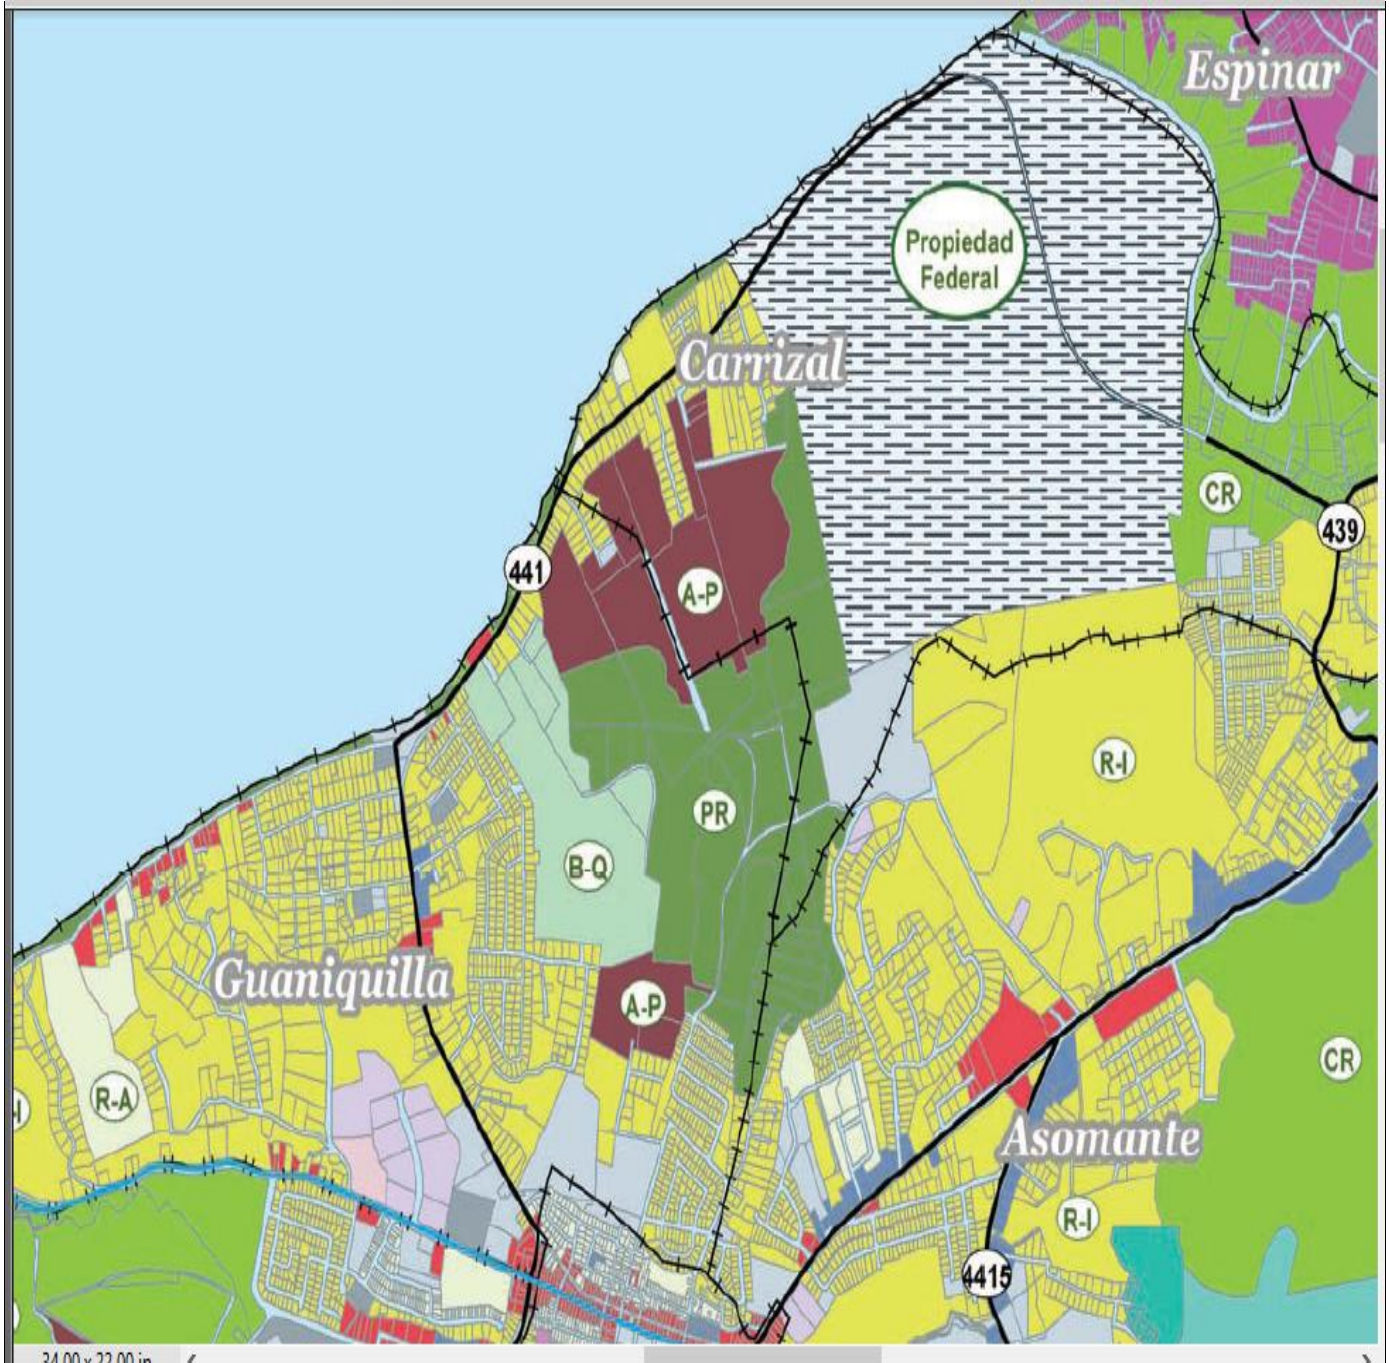 Espinar
Propiedad
Federal
Carrizal
CR
439
441
A-P
R-I
PR
B-Q
Guaniquilla
A-P
CR
R-A
Asomante
R-I
4415
34.00 x 22.00 in